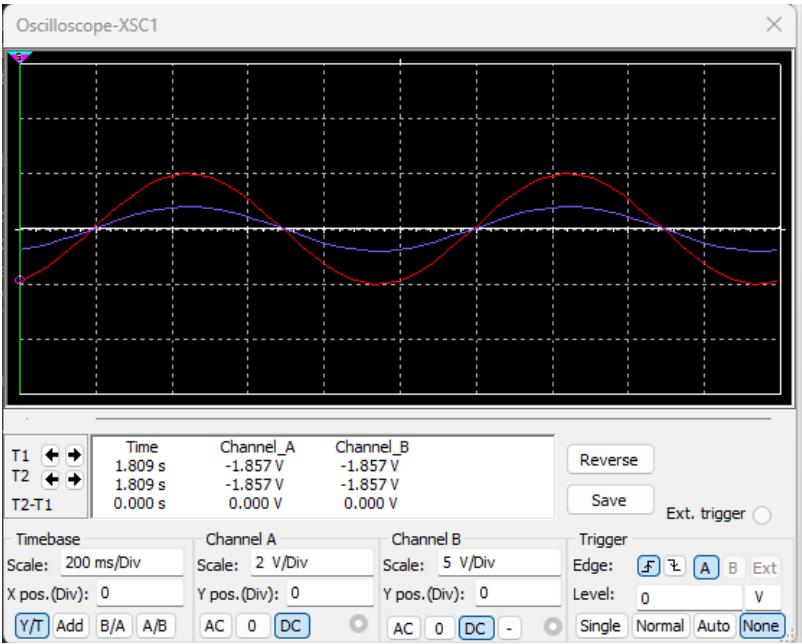 Oscilloscope-XSC1
T1
T2
T2-T1
Time Channel_A Channel_B
1.809 s -1.857 V -1.857 V
1.809 s -1.857 V -1.857 V
0.000 s 0.000 V 0.000 V
Reverse
Save
Ext. trigger
Timebase
Scale: 200 ms/Div
X pos.(Div): 0
Y/T Add B/A A/B
Channel A
Scale: 2 V/Div
Y pos.(Div): 0
AC 0 DC
Channel B
Scale: 5 V/Div
Y pos.(Div): 0
AC 0 DC -
Trigger
Edge: A B Ext
Level: 0 V
Single Normal Auto None